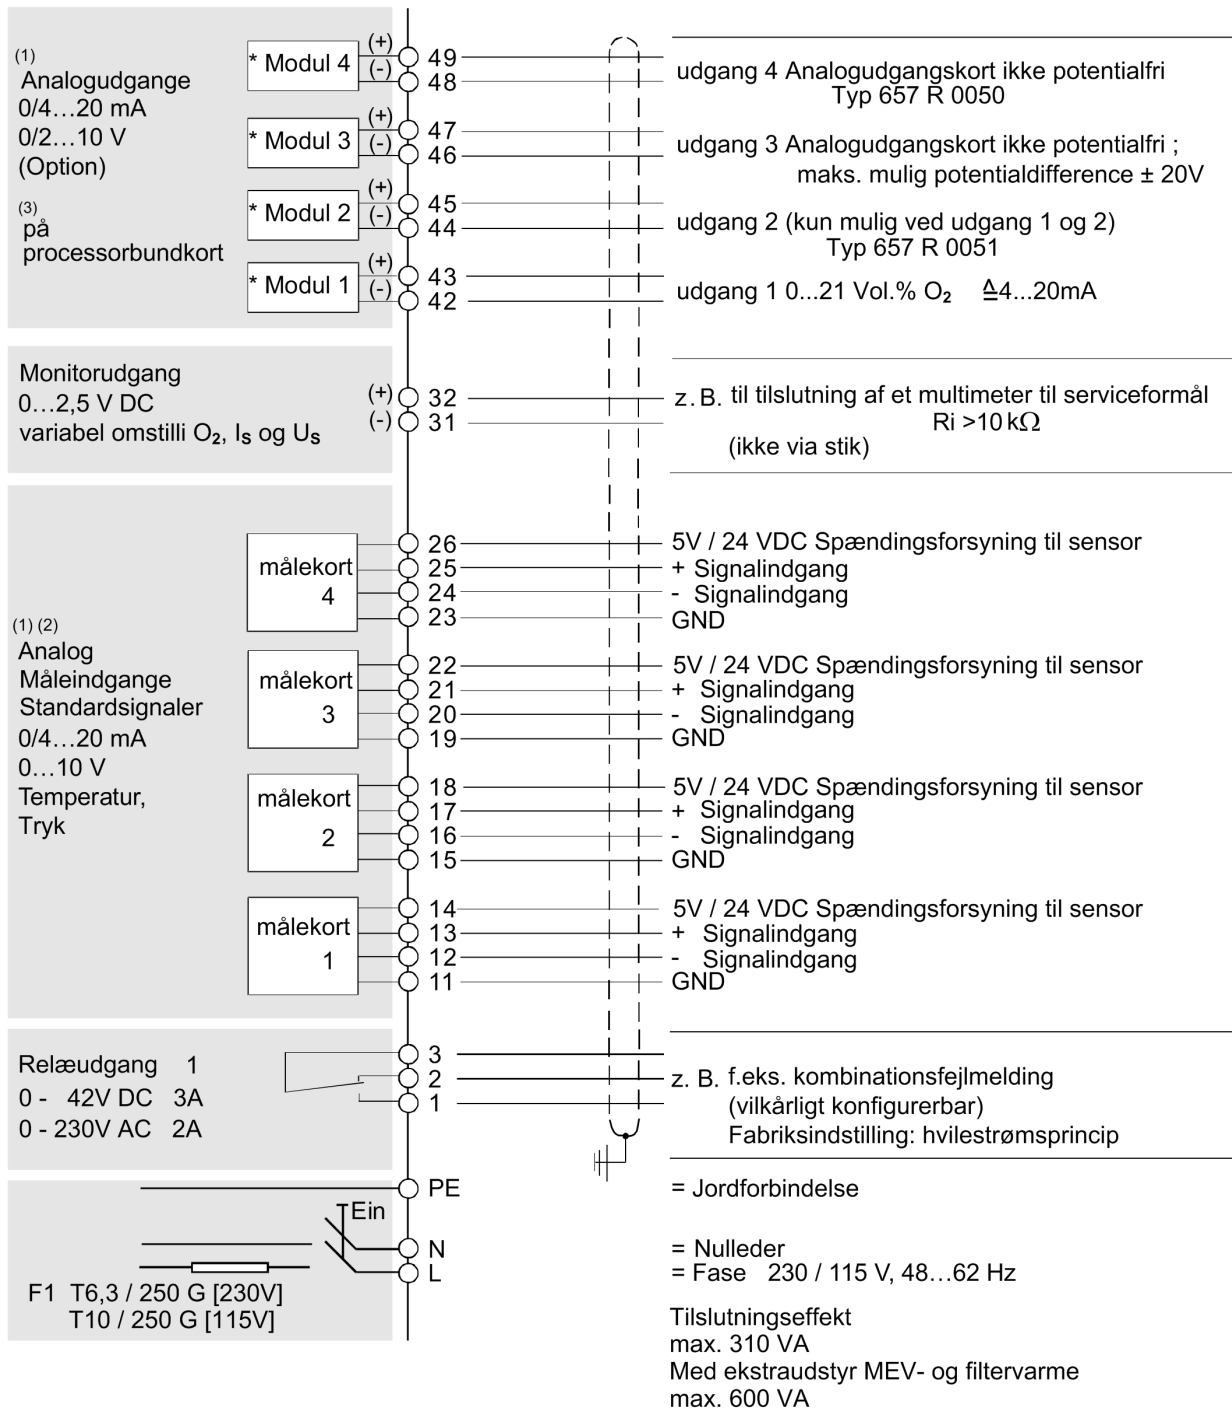 (1)
Analogudgange
0/4…20 mA
0/2…10 V
(Option)
(3)
på
processorbundkort
* Modul 4 (+) 49
(-) 48
udgang 4 Analogudgangskort ikke potentialfri
Typ 657 R 0050
* Modul 3 (+) 47
(-) 46
udgang 3 Analogudgangskort ikke potentialfri ;
maks. mulig potentialdifference ± 20V
* Modul 2 (+) 45
(-) 44
udgang 2 (kun mulig ved udgang 1 og 2)
Typ 657 R 0051
* Modul 1 (+) 43
(-) 42
udgang 1 0...21 Vol.% O₂ ≙4...20mA
Monitorudgang
0…2,5 V DC
variabel omstilli O₂, Iₛ og Uₛ
(+) 32
(-) 31
z. B. til tilslutning af et multimeter til serviceformål
Ri >10 kΩ
(ikke via stik)
(1) (2)
Analog
Måleindgange
Standardsignaler
0/4…20 mA
0…10 V
Temperatur,
Tryk
målekort
4
26 5V / 24 VDC Spændingsforsyning til sensor
25 + Signalindgang
24 - Signalindgang
23 GND
målekort
3
22 5V / 24 VDC Spændingsforsyning til sensor
21 + Signalindgang
20 - Signalindgang
19 GND
målekort
2
18 5V / 24 VDC Spændingsforsyning til sensor
17 + Signalindgang
16 - Signalindgang
15 GND
målekort
1
14 5V / 24 VDC Spændingsforsyning til sensor
13 + Signalindgang
12 - Signalindgang
11 GND
Relæudgang 1
0 - 42V DC 3A
0 - 230V AC 2A
3
2
1
z. B. f.eks. kombinationsfejlmelding
(vilkårligt konfigurerbar)
Fabriksindstilling: hvilestrømsprincip
PE = Jordforbindelse
Ein
N = Nulleder
L = Fase 230 / 115 V, 48…62 Hz
F1 T6,3 / 250 G [230V]
T10 / 250 G [115V]
Tilslutningseffekt
max. 310 VA
Med ekstraudstyr MEV- og filtervarme
max. 600 VA